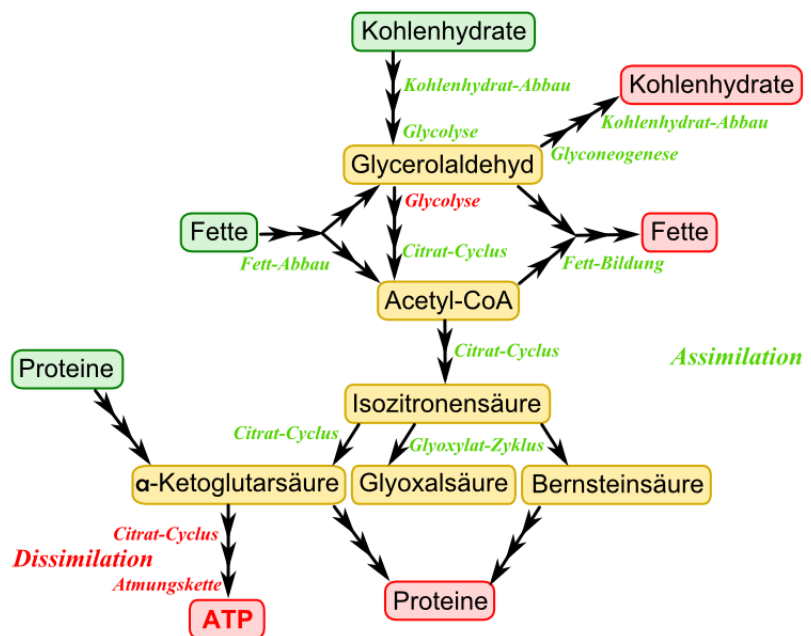 Kohlenhydrate
Kohlenhydrate
Kohlenhydrat-Abbau
Kohlenhydrat-Abbau
Glycolyse
Glyconeogenese
Glycerolaldehyd
Glycolyse
Fette
Fette
Citrat-Cyclus
Fett-Abbau
Fett-Bildung
Acetyl-CoA
Citrat-Cyclus
Assimilation
Proteine
Isozitronensäure
Citrat-Cyclus
Glyoxylat-Zyklus
α-Ketoglutarsäure
Glyoxalsäure
Bernsteinsäure
Citrat-Cyclus
Dissimilation
Atmungskette
Proteine
ATP